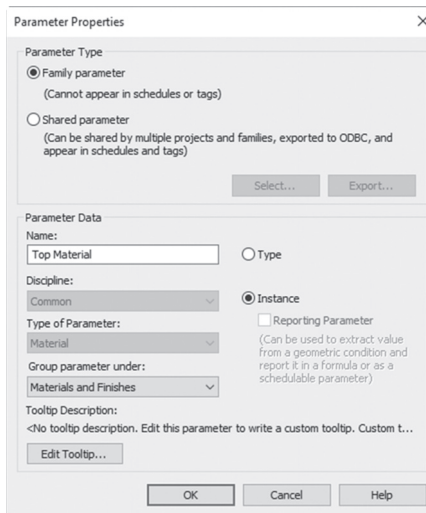 Parameter Properties
Parameter Type
Family parameter
(Cannot appear in schedules or tags)
Shared parameter
(Can be shared by multiple projects and families, exported to ODBC, and
appear in schedules and tags)
Select...
Export...
Parameter Data
Name:
Top Material
Type
Discipline:
Common
Instance
Reporting Parameter
Type of Parameter:
Material
(Can be used to extract value
from a geometric condition and
report it in a formula or as a
schedulable parameter)
Group parameter under:
Materials and Finishes
Tooltip Description:
<No tooltip description. Edit this parameter to write a custom tooltip. Custom t...
Edit Tooltip...
OK
Cancel
Help